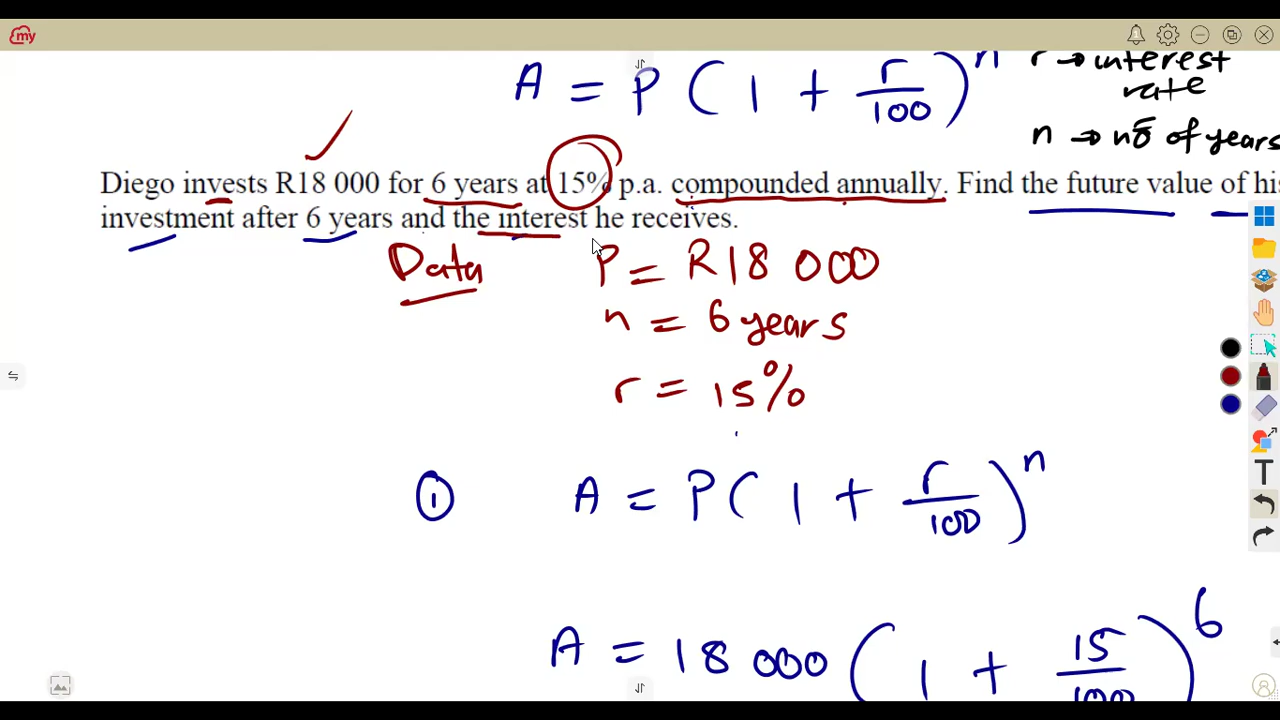 my
A = P ( 1 + r/100 )^n
r → interest
rate
n → no of years
Diego invests R18 000 for 6 years at 15% p.a. compounded annually. Find the future value of his
investment after 6 years and the interest he receives.
Data
P = R18 000
n = 6 years
r = 15%
① A = P ( 1 + r/100 )^n
A = 18 000 ( 1 + 15/100 )^6
T